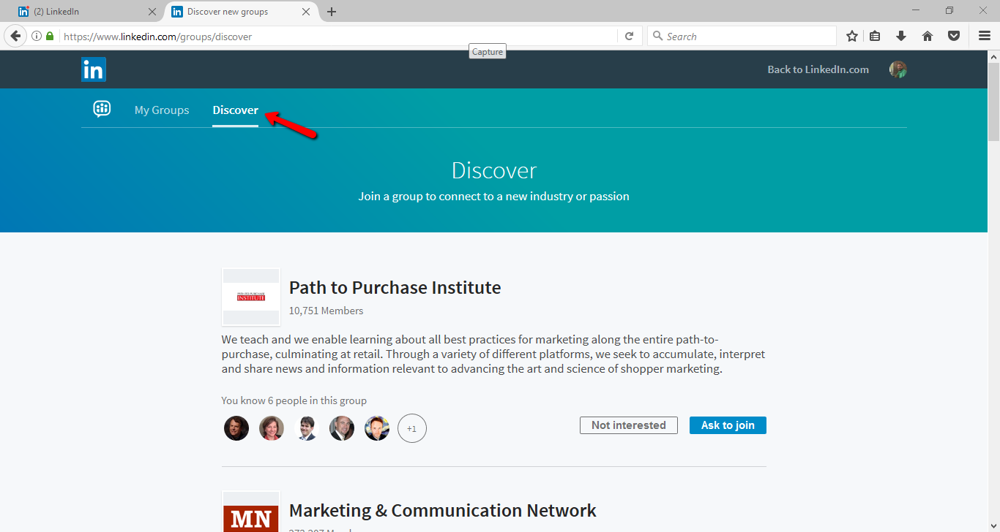 (2) LinkedIn
Discover new groups
https://www.linkedin.com/groups/discover
Search
Capture
in
Back to LinkedIn.com
My Groups
Discover
Discover
Join a group to connect to a new industry or passion
PATH TO PURCHASE
INSTITUTE
Path to Purchase Institute
10,751 Members
We teach and we enable learning about all best practices for marketing along the entire path-to-
purchase, culminating at retail. Through a variety of different platforms, we seek to accumulate, interpret
and share news and information relevant to advancing the art and science of shopper marketing.
You know 6 people in this group
+1
Not interested
Ask to join
MN
Marketing & Communication Network